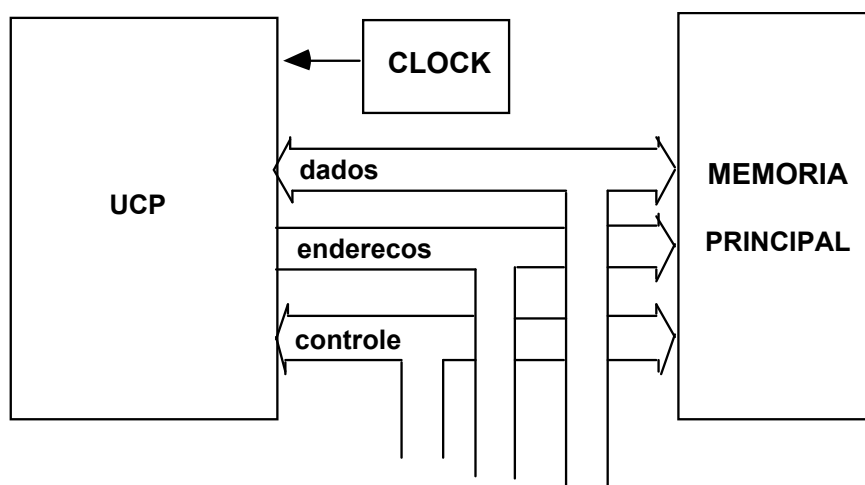 CLOCK
dados
UCP
MEMORIA
PRINCIPAL
enderecos
controle